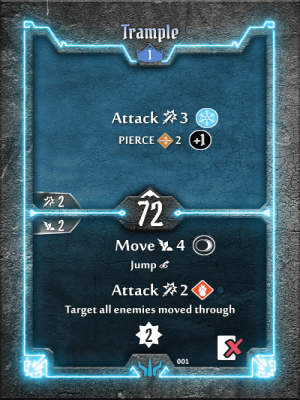 Trample
1
Attack 3
PIERCE 2 +1
2
72
2
Move 4
Jump
Attack 2
Target all enemies moved through
2
001